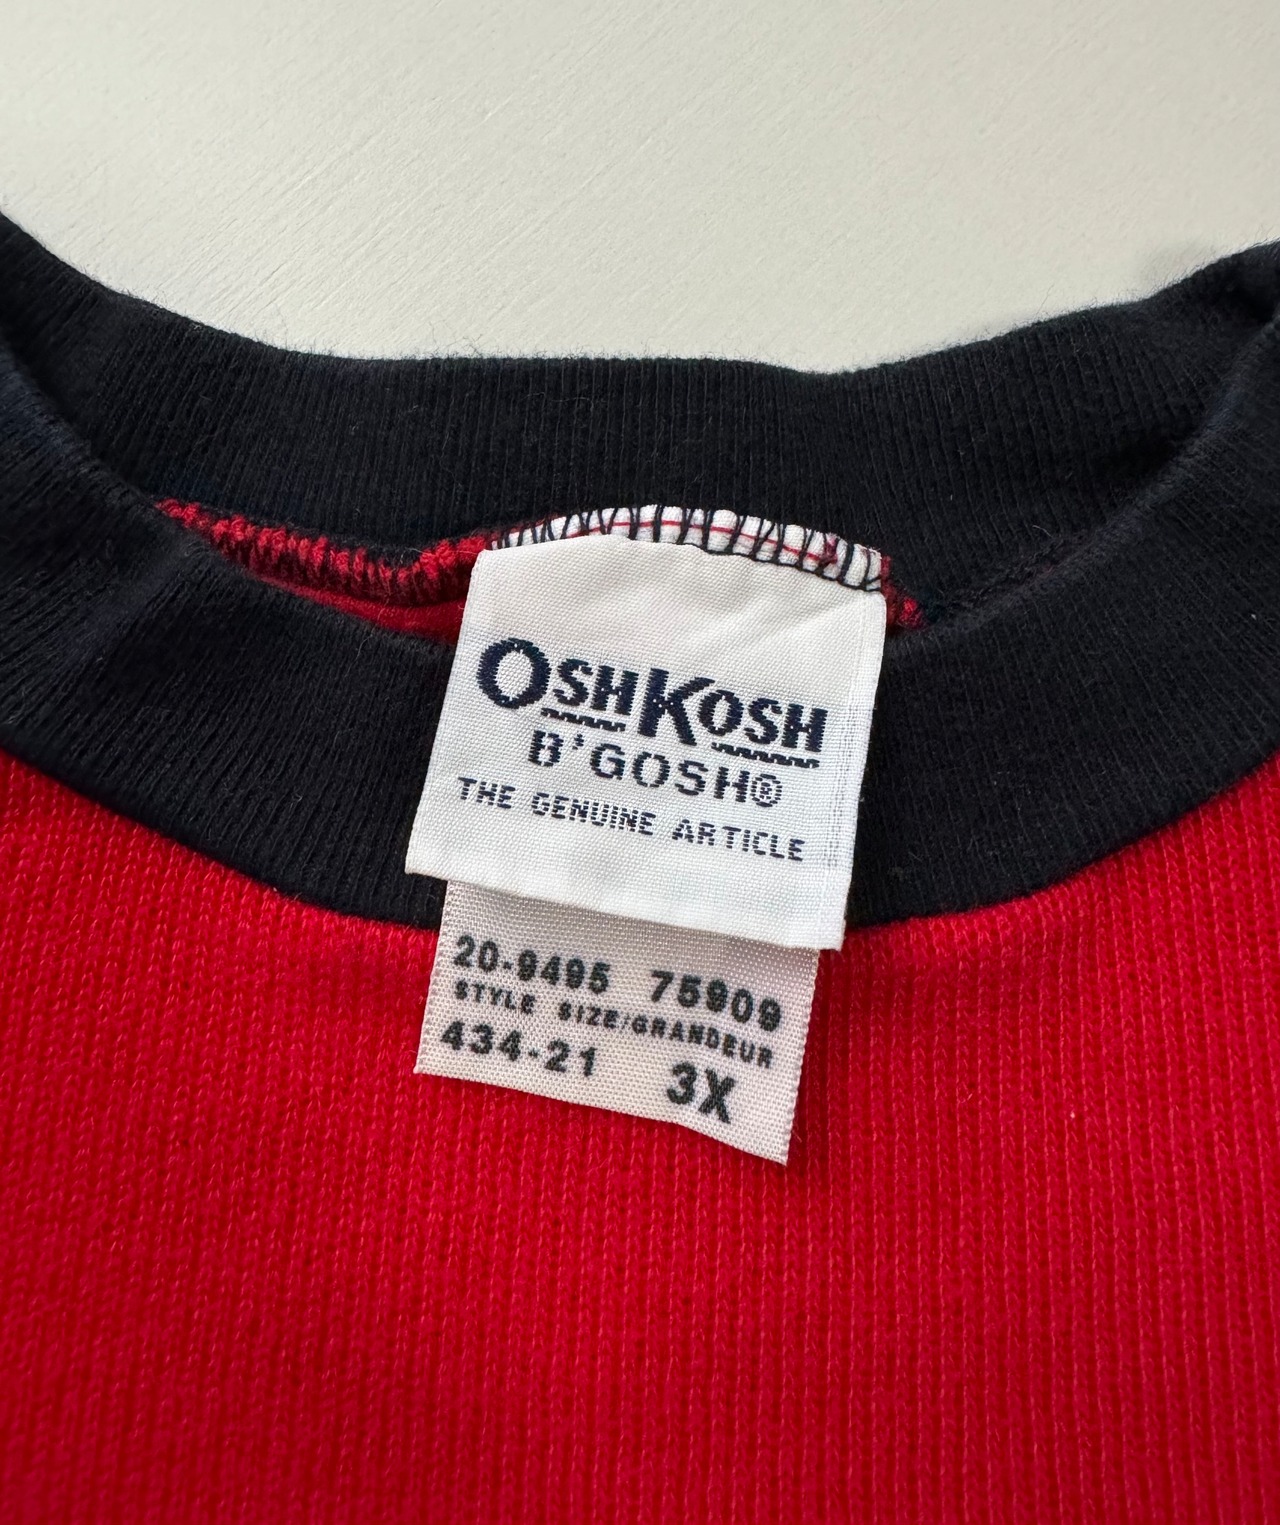 OSHKOSH
B'GOSH®
THE GENUINE ARTICLE
20-9495 75909
STYLE SIZE/GRANDEUR
434-21 3X